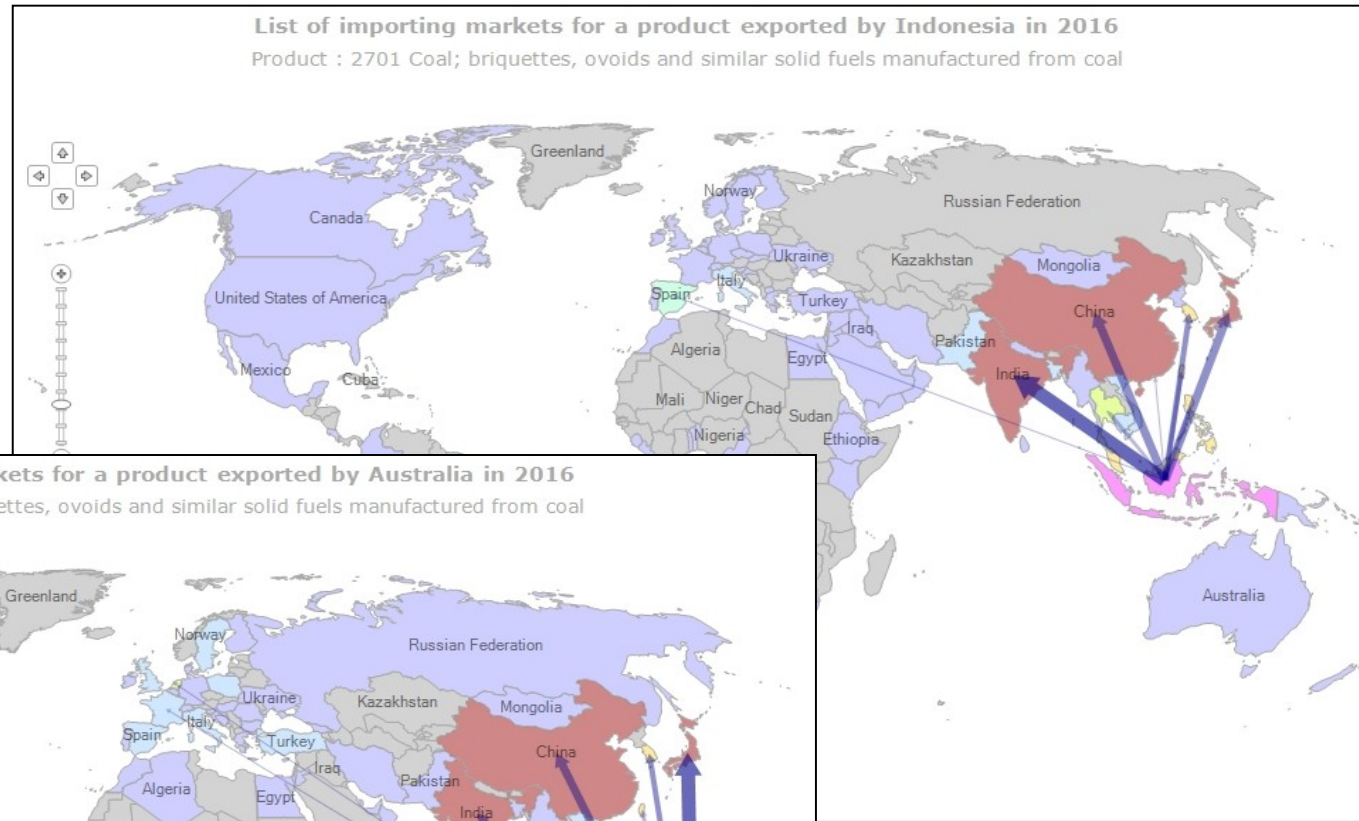 List of importing markets for a product exported by Indonesia in 2016
Product : 2701 Coal; briquettes, ovoids and similar solid fuels manufactured from coal
Greenland
Norway
Canada
Russian Federation
Ukraine
Kazakhstan
Mongolia
Italy
Spain
United States of America
Turkey
China
Iraq
Pakistan
Algeria
Egypt
Mexico
India
Cuba
Mali
Niger
Chad
Sudan
Nigeria
Ethiopia
Australia
kets for a product exported by Australia in 2016
ettes, ovoids and similar solid fuels manufactured from coal
Greenland
Norway
Russian Federation
Ukraine
Kazakhstan
Mongolia
Italy
Spain
Turkey
China
Iraq
Pakistan
Algeria
Egypt
India